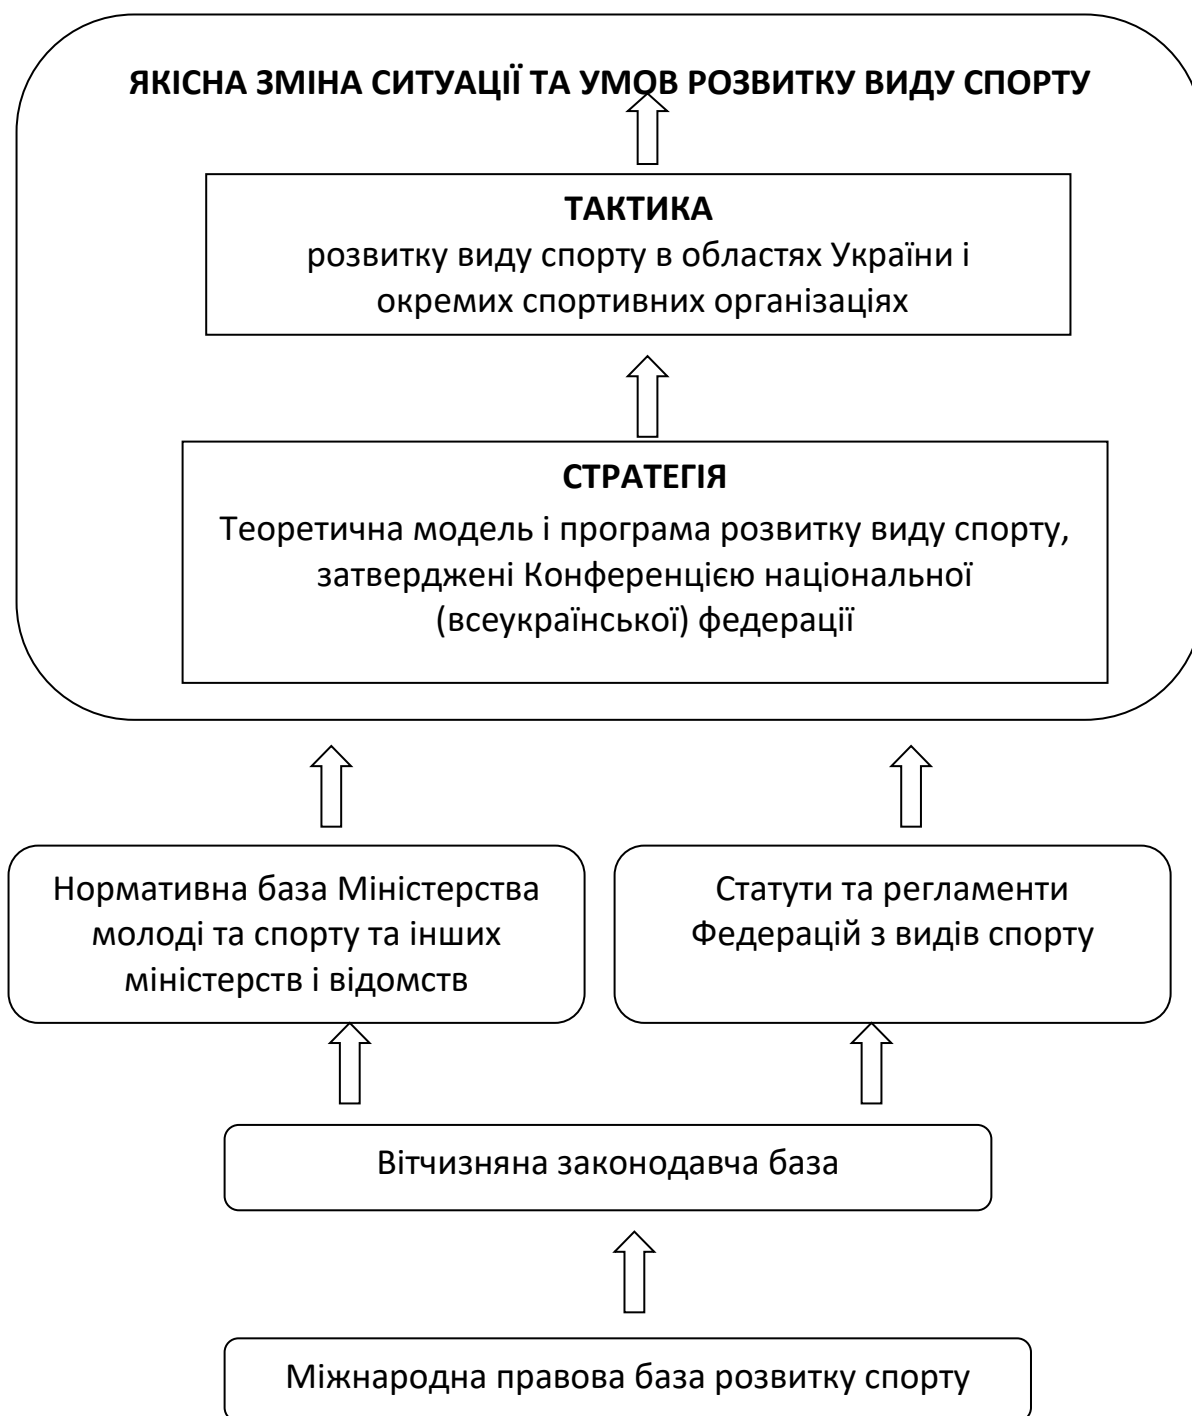 ЯКІСНА ЗМІНА СИТУАЦІЇ ТА УМОВ РОЗВИТКУ ВИДУ СПОРТУ
ТАКТИКА
розвитку виду спорту в областях України і
окремих спортивних організаціях
СТРАТЕГІЯ
Теоретична модель і програма розвитку виду спорту,
затверджені Конференцією національної
(всеукраїнської) федерації
Нормативна база Міністерства
молоді та спорту та інших
міністерств і відомств
Статути та регламенти
Федерацій з видів спорту
Вітчизняна законодавча база
Міжнародна правова база розвитку спорту